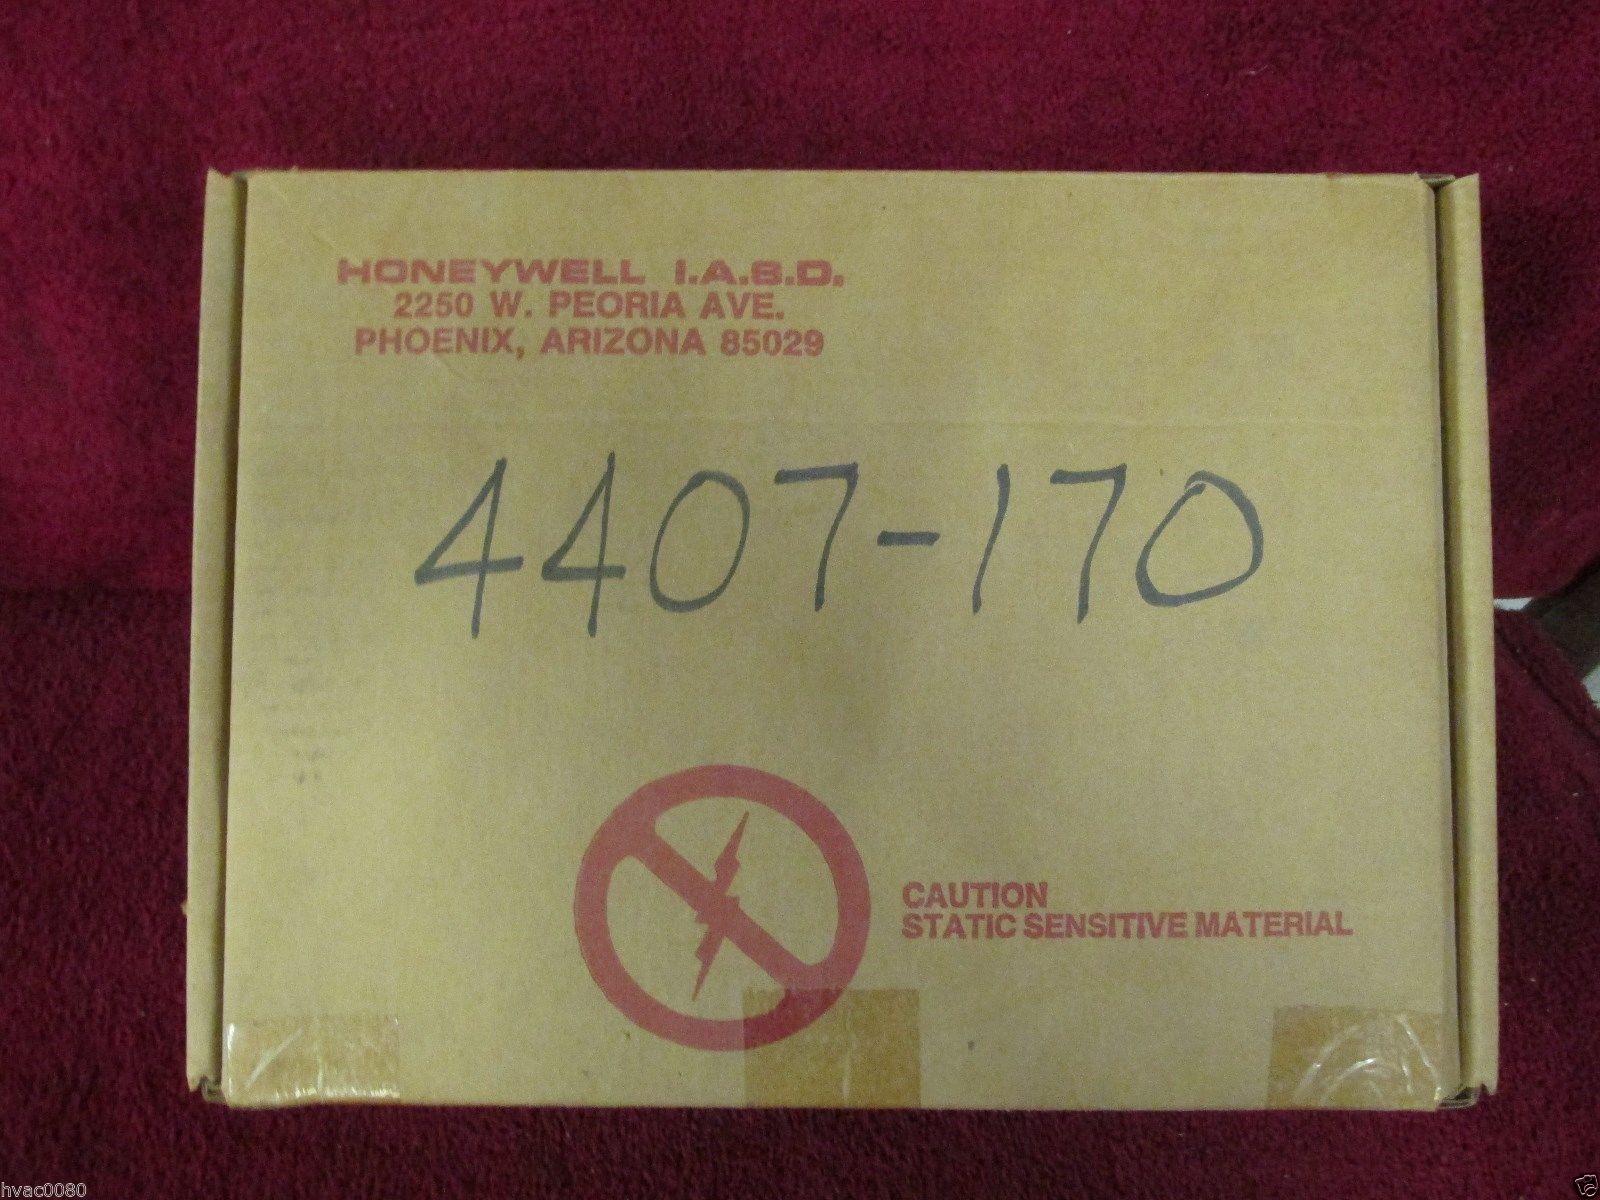 HONEYWELL I.A.S.D.
2250 W. PEORIA AVE.
PHOENIX, ARIZONA 85029
4407-170
CAUTION
STATIC SENSITIVE MATERIAL
hvac0080